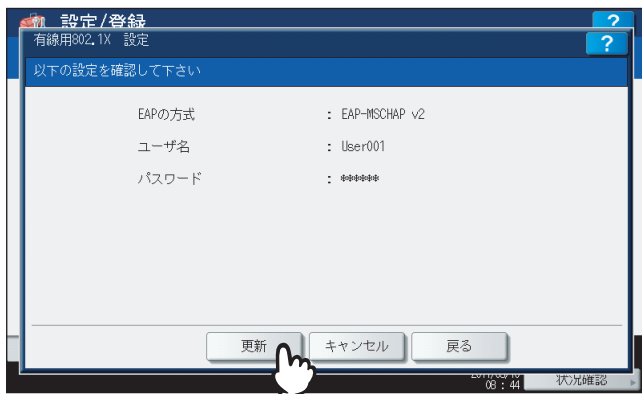 設定/登録
?
有線用802.1X 設定
?
以下の設定を確認して下さい
EAPの方式 : EAP-MSCHAP v2
ユーザ名 : User001
パスワード : ******
更新
キャンセル
戻る
08 : 44
状況確認